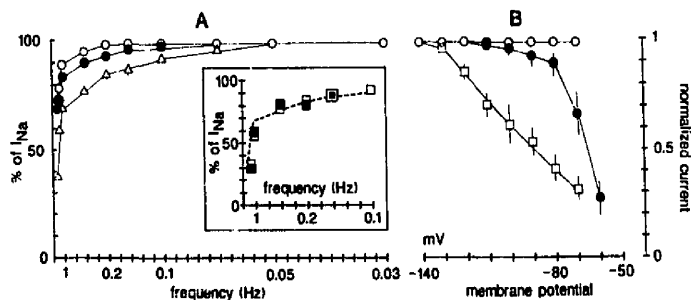 A
B
100
50
0
% of INa
1
0.2
0.1
0.05
0.03
frequency (Hz)
100
50
0
% of INa
frequency (Hz)
1
0.2
0.1
mV
-140
-80
-50
membrane potential
1
0.5
0
normalized current